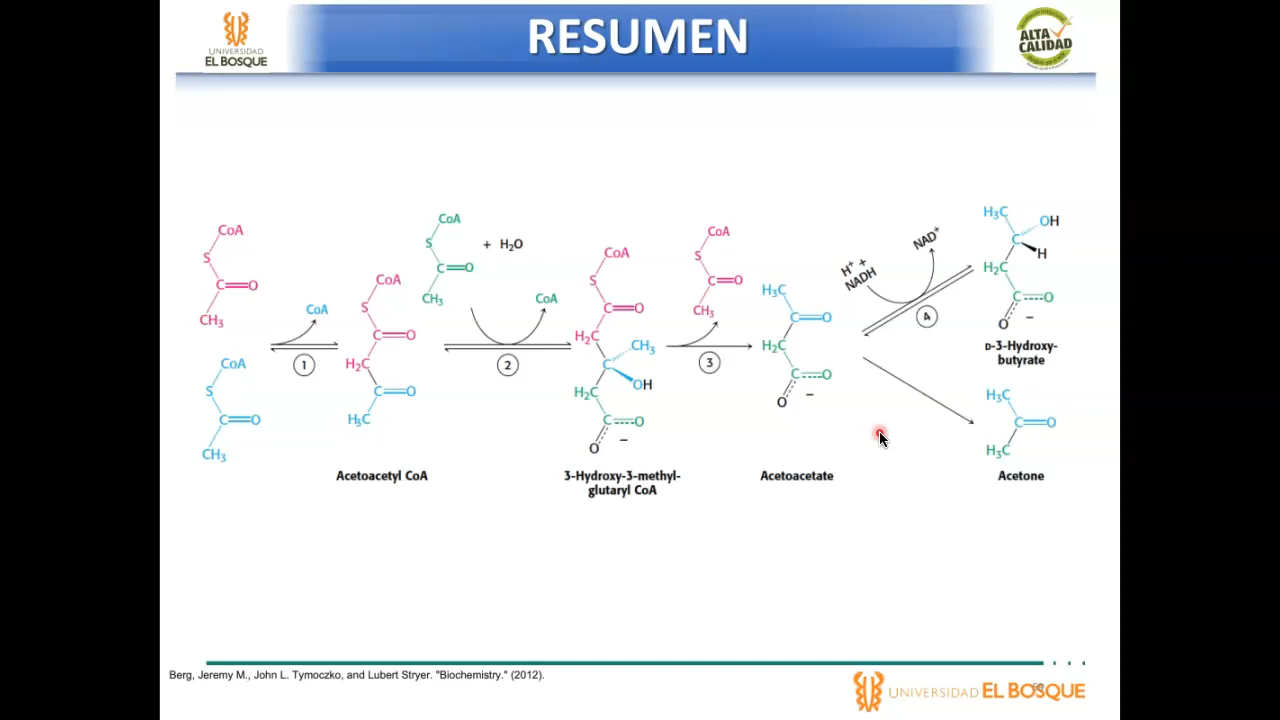 RESUMEN
UNIVERSIDAD
EL BOSQUE
ALTA
CALIDAD
CoA
S
C=O
CH3
CoA
S
C=O
CH3
CoA
1
CoA
S
C=O
H2C
C=O
H3C
Acetoacetyl CoA
CoA
S
C=O
CH3
+ H2O
CoA
2
CoA
S
C=O
H2C
CH3
C
OH
H2C
C O
O −
3-Hydroxy-3-methyl-
glutaryl CoA
CoA
S
C=O
CH3
3
H3C
C=O
H2C
C O
O −
Acetoacetate
H+ +
NADH
NAD+
4
H3C
OH
C
H
H2C
C O
O −
D-3-Hydroxy-
butyrate
H3C
C=O
H3C
Acetone
Berg, Jeremy M., John L. Tymoczko, and Lubert Stryer. "Biochemistry." (2012).
UNIVERSIDAD EL BOSQUE